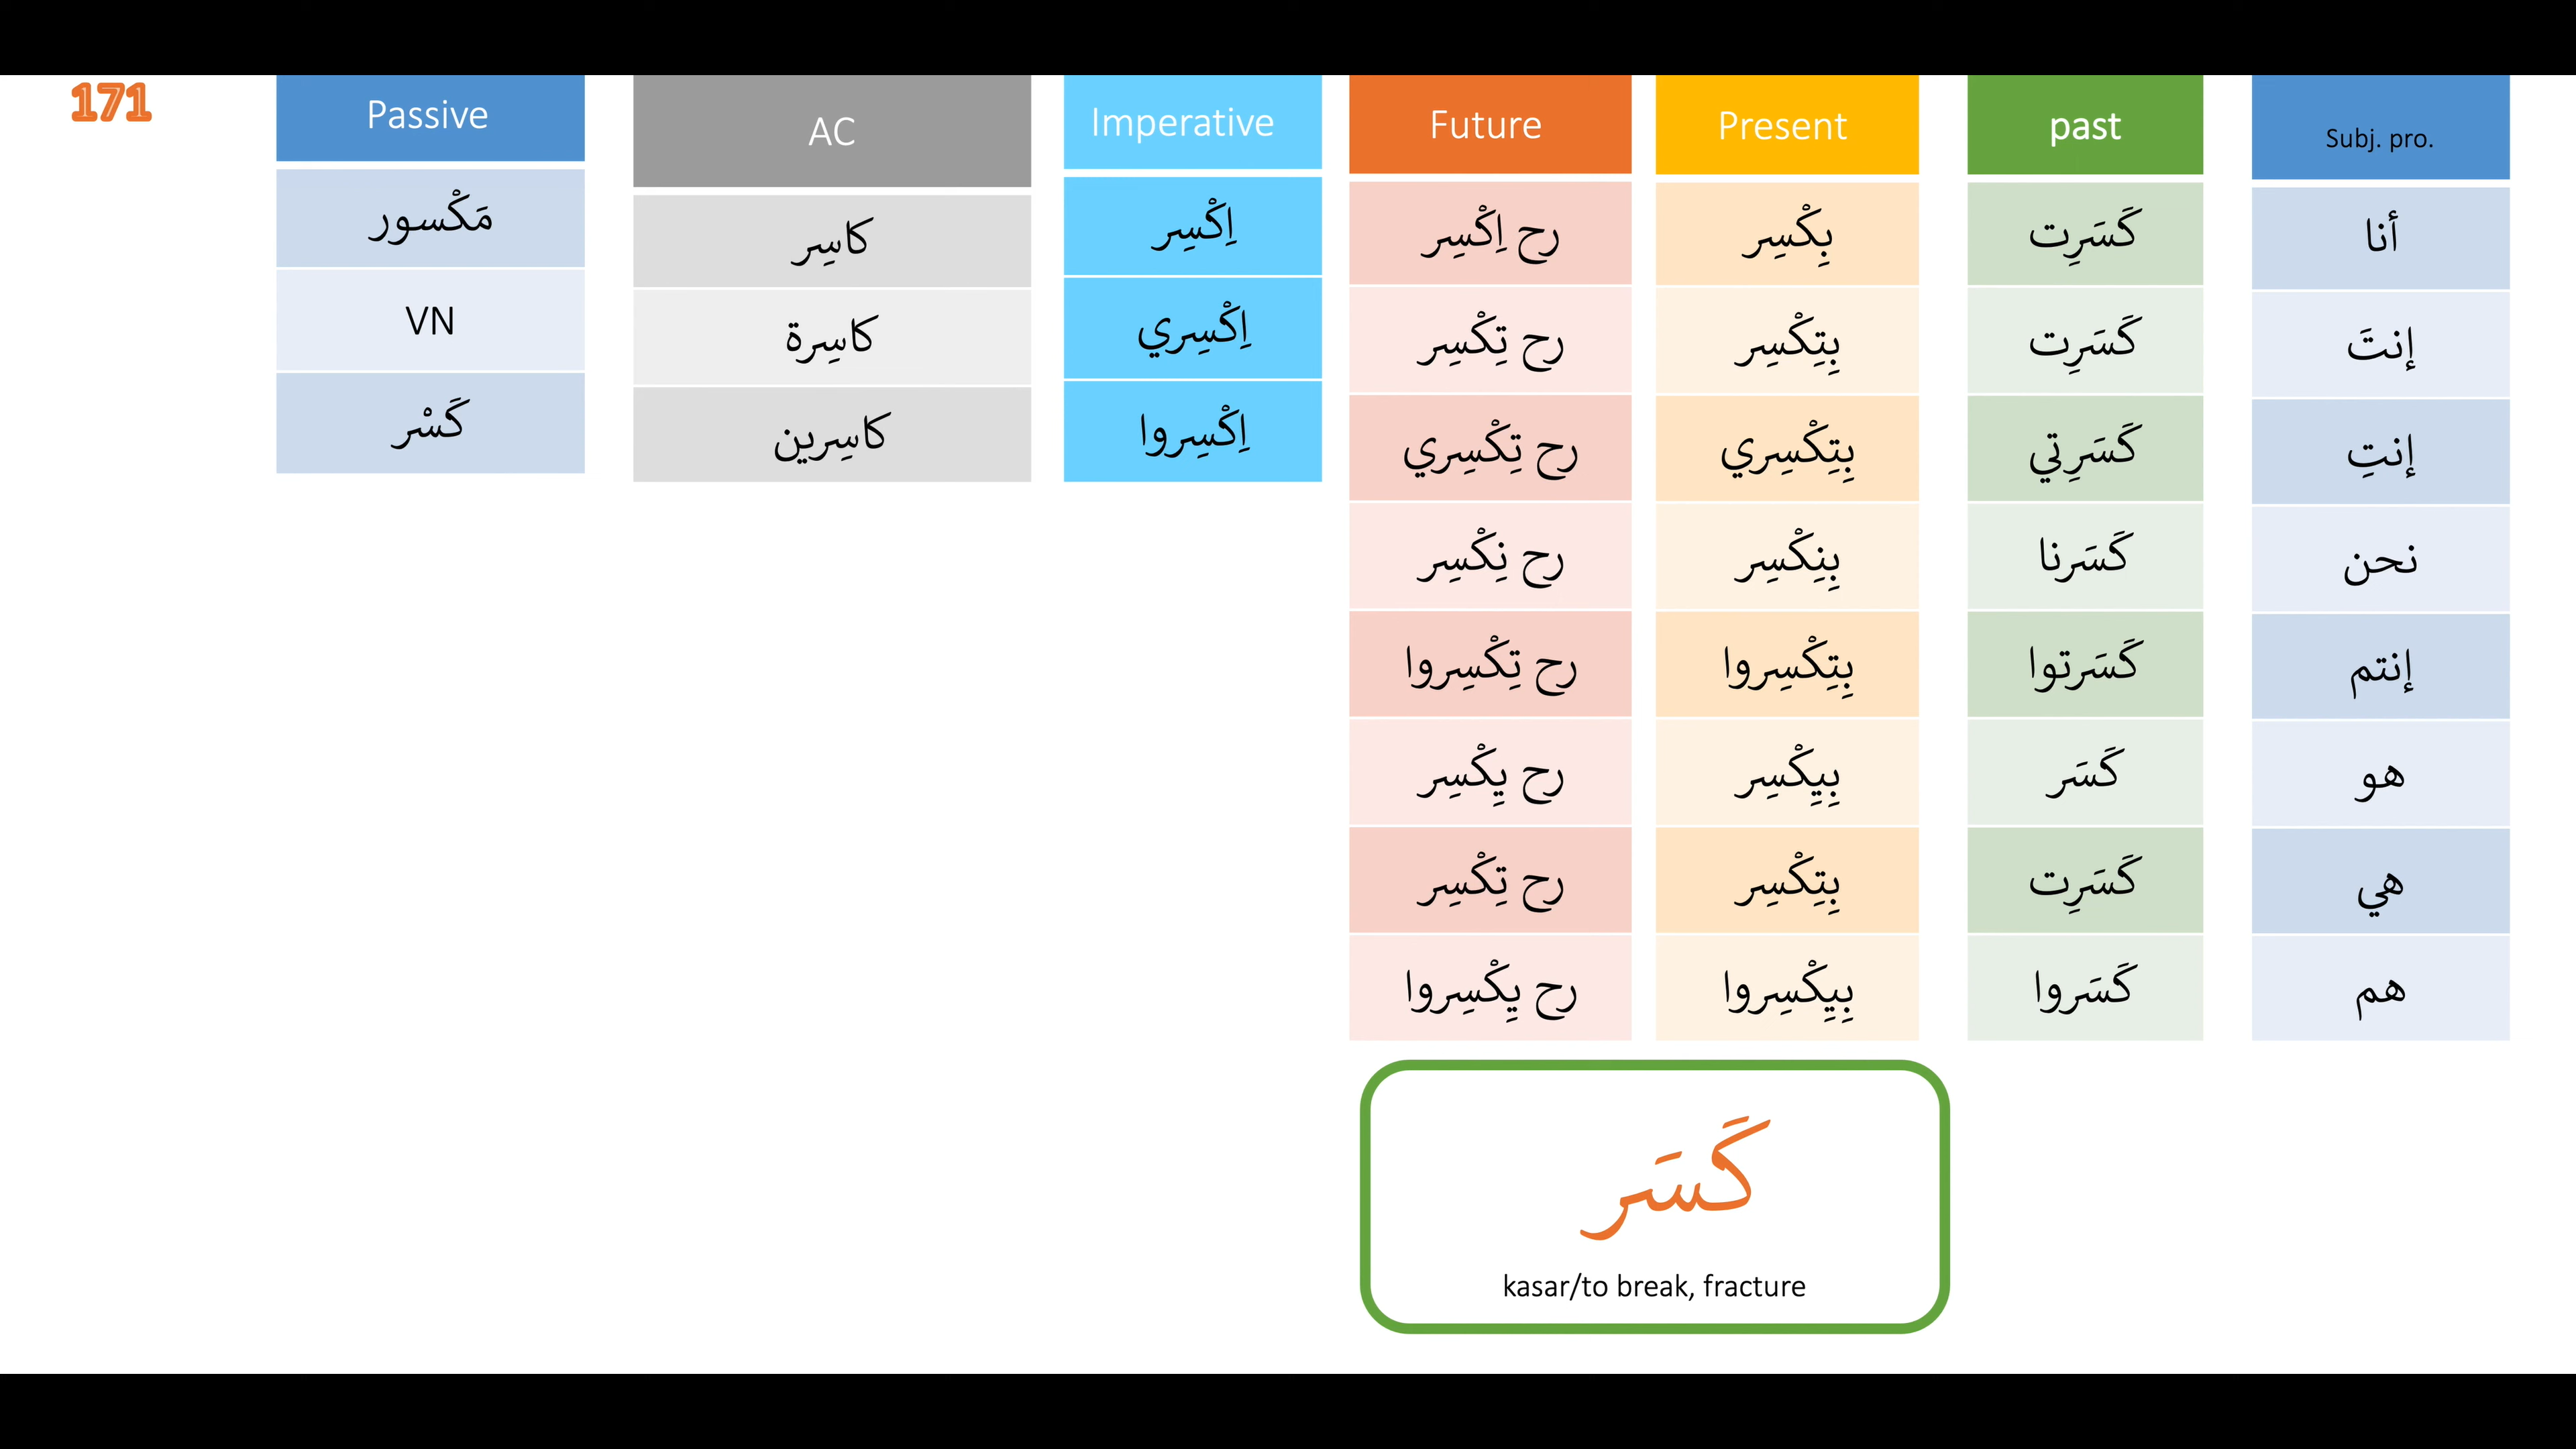 171
Passive
AC
Imperative
Future
Present
past
Subj. pro.
مَكْسور
كاسِر
اِكْسِر
رح اِكْسِر
بِكْسِر
كَسَرِت
أنا
VN
كاسِرة
اِكْسِري
رح تِكْسِر
بِتِكْسِر
كَسَرِت
إنتَ
كَسْر
كاسِرين
اِكْسِروا
رح تِكْسِري
بِتِكْسِري
كَسَرِتي
إنتِ
رح نِكْسِر
بِنِكْسِر
كَسَرنا
نحن
رح تِكْسِروا
بِتِكْسِروا
كَسَرتوا
إنتم
رح يِكْسِر
بِيِكْسِر
كَسَر
هو
رح تِكْسِر
بِتِكْسِر
كَسَرِت
هي
رح يِكْسِروا
بِيِكْسِروا
كَسَروا
هم
كَسَر
kasar/to break, fracture